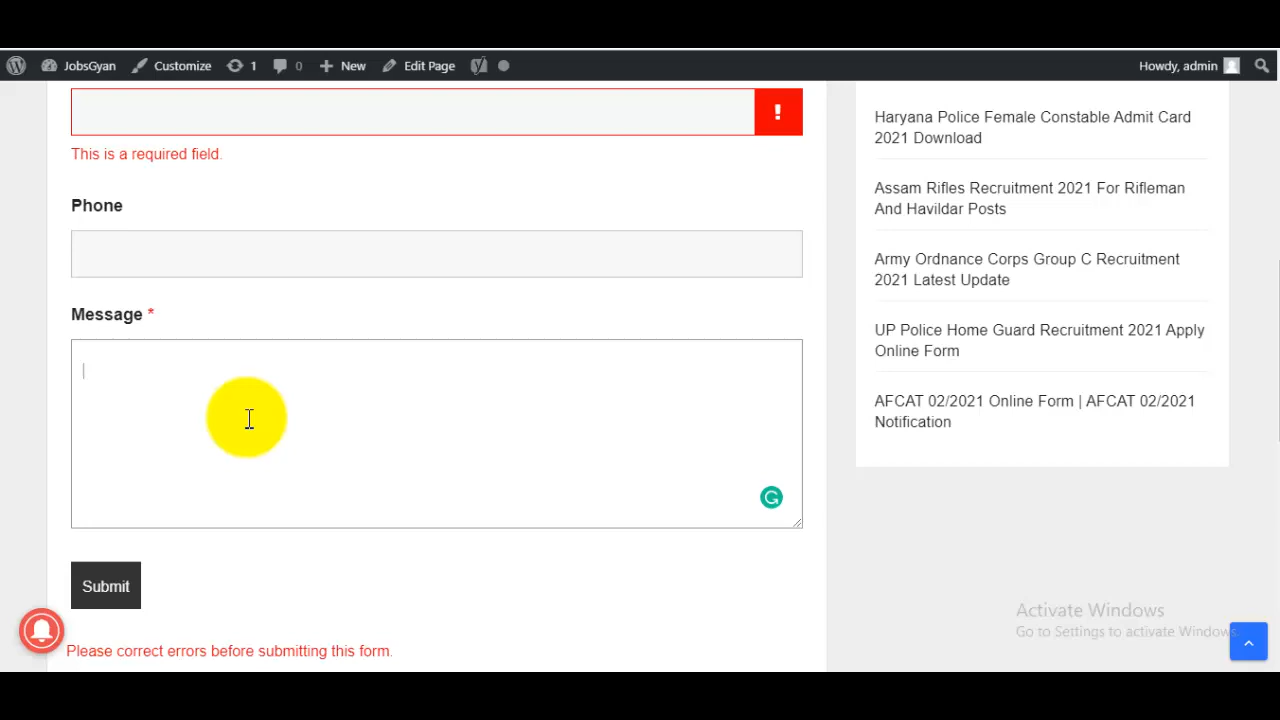 JobsGyan Customize 1 0 New Edit Page Howdy, admin
This is a required field.
Phone
Message *
Submit
Please correct errors before submitting this form.
Haryana Police Female Constable Admit Card
2021 Download
Assam Rifles Recruitment 2021 For Rifleman
And Havildar Posts
Army Ordnance Corps Group C Recruitment
2021 Latest Update
UP Police Home Guard Recruitment 2021 Apply
Online Form
AFCAT 02/2021 Online Form | AFCAT 02/2021
Notification
Activate Windows
Go to Settings to activate Windows.